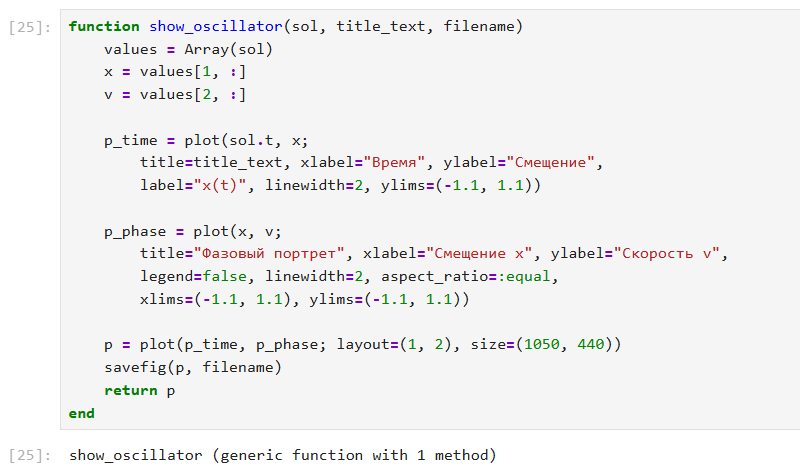 [25]: function show_oscillator(sol, title_text, filename)
    values = Array(sol)
    x = values[1, :]
    v = values[2, :]

    p_time = plot(sol.t, x;
        title=title_text, xlabel="Время", ylabel="Смещение",
        label="x(t)", linewidth=2, ylims=(-1.1, 1.1))

    p_phase = plot(x, v;
        title="Фазовый портрет", xlabel="Смещение x", ylabel="Скорость v",
        legend=false, linewidth=2, aspect_ratio=:equal,
        xlims=(-1.1, 1.1), ylims=(-1.1, 1.1))

    p = plot(p_time, p_phase; layout=(1, 2), size=(1050, 440))
    savefig(p, filename)
    return p
end
[25]: show_oscillator (generic function with 1 method)